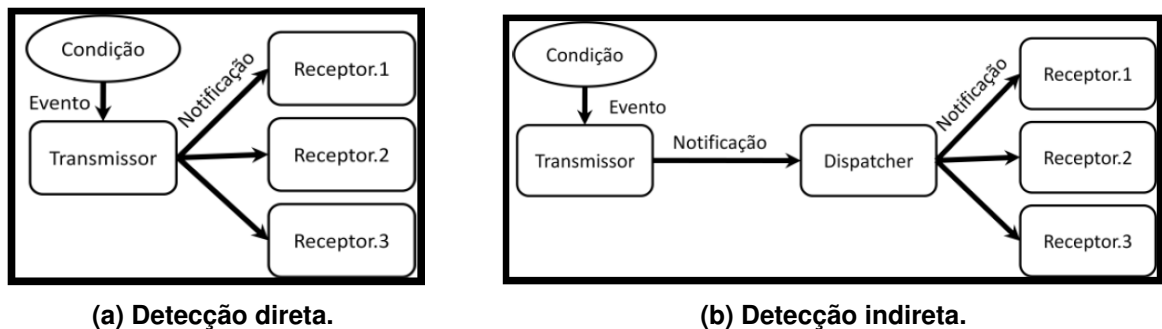 Condição
Evento
Notificação
Transmissor
Receptor.1
Receptor.2
Receptor.3
(a) Detecção direta.
Condição
Evento
Transmissor
Notificação
Dispatcher
Notificação
Receptor.1
Receptor.2
Receptor.3
(b) Detecção indireta.